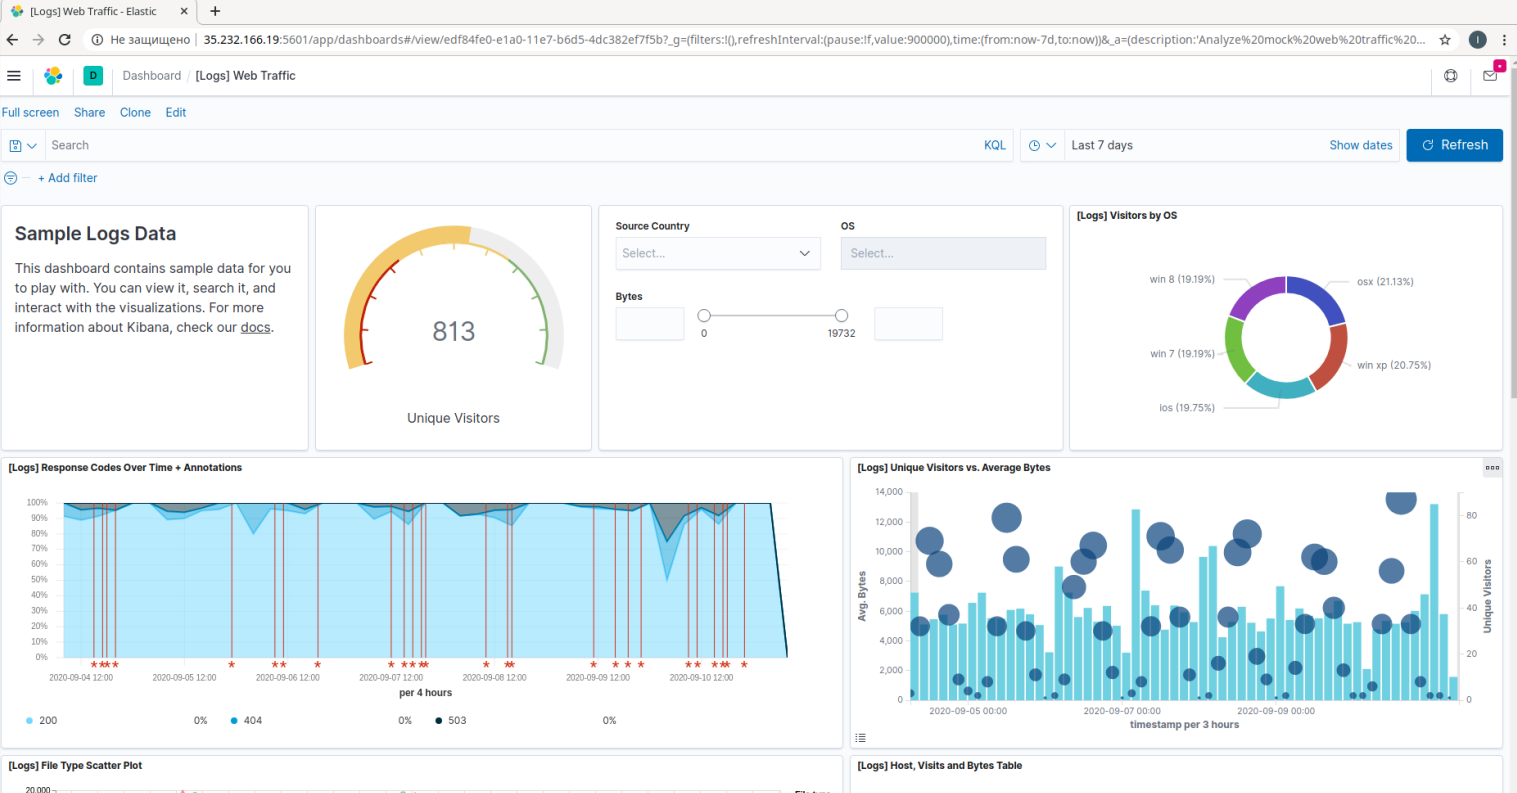 [Logs] Web Traffic - Elastic
Не защищено | 35.232.166.19:5601/app/dashboards#/view/edf84fe0-e1a0-11e7-b6d5-4dc382ef7f5b?_g=(filters:!(),refreshInterval:(pause:!f,value:900000),time:(from:now-7d,to:now))&_a=(description:'Analyze%20mock%20web%20traffic%20...
I
D Dashboard / [Logs] Web Traffic
Full screen Share Clone Edit
Search KQL Last 7 days Show dates Refresh
+ Add filter
Sample Logs Data
This dashboard contains sample data for you
to play with. You can view it, search it, and
interact with the visualizations. For more
information about Kibana, check our docs.
813
Unique Visitors
Source Country OS
Select... Select...
Bytes
0 19732
[Logs] Visitors by OS
win 8 (19.19%) osx (21.13%)
win 7 (19.19%) win xp (20.75%)
ios (19.75%)
[Logs] Response Codes Over Time + Annotations
100%
90%
80%
70%
60%
50%
40%
30%
20%
10%
0%
2020-09-04 12:00 2020-09-05 12:00 2020-09-06 12:00 2020-09-07 12:00 2020-09-08 12:00 2020-09-09 12:00 2020-09-10 12:00
per 4 hours
200 0% 404 0% 503 0%
[Logs] Unique Visitors vs. Average Bytes
14,000
12,000
10,000
8,000
6,000
4,000
2,000
0
Avg. Bytes
80
60
40
20
0
Unique Visitors
2020-09-05 00:00 2020-09-07 00:00 2020-09-09 00:00
timestamp per 3 hours
[Logs] File Type Scatter Plot
20,000
File type
[Logs] Host, Visits and Bytes Table